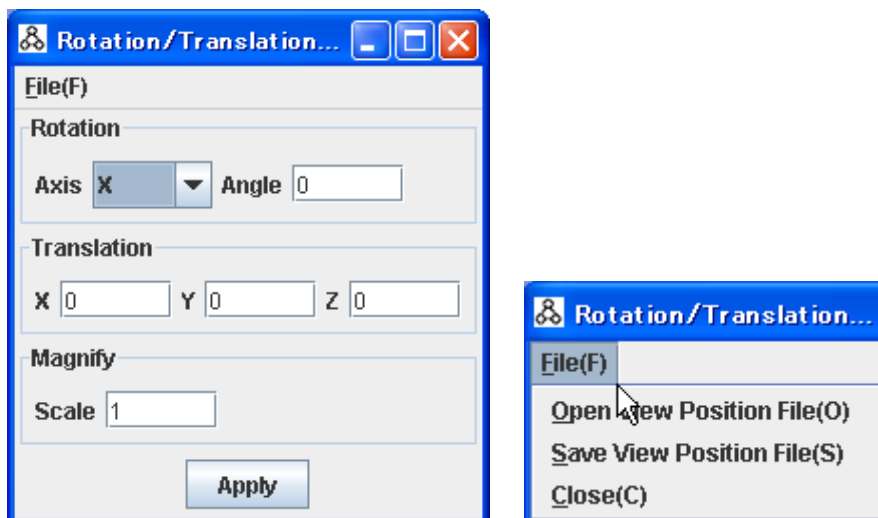 Rotation/Translation...
File(F)
Rotation
Axis X Angle 0
Translation
X 0 Y 0 Z 0
Magnify
Scale 1
Apply
Rotation/Translation...
File(F)
Open View Position File(O)
Save View Position File(S)
Close(C)